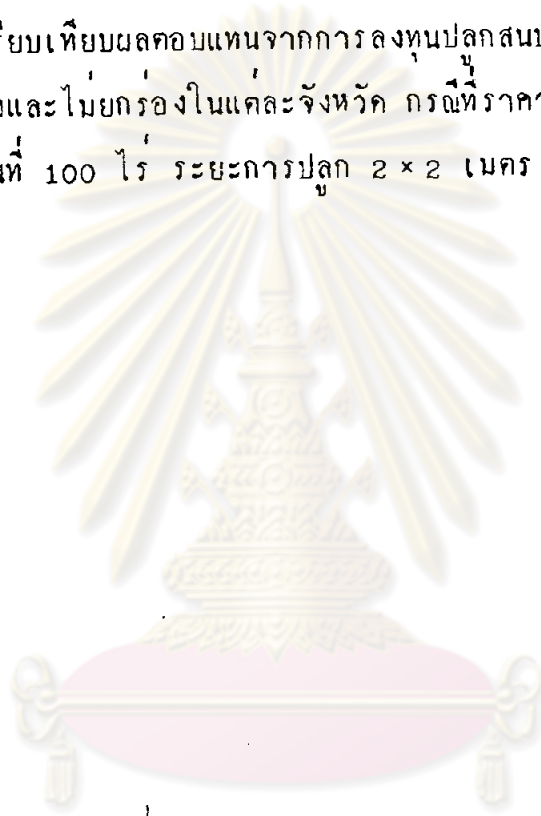 รียบเทียบผลตอบแทนจากการลงทุนปลูกสน
และไม่ยกร่องในแต่ละจังหวัด กรณีที่ราคา
ที่ 100 ไร่ ระยะการปลูก 2 × 2 เมตร